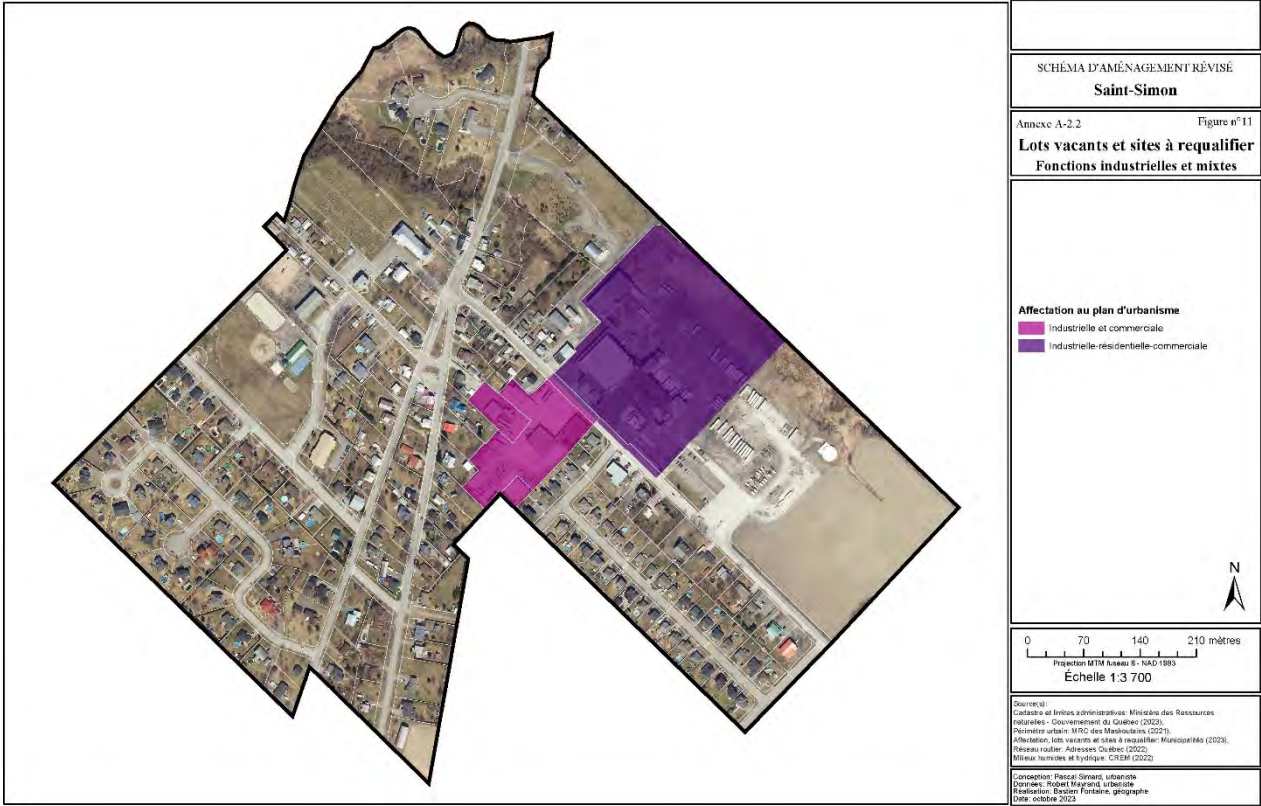 SCHÉMA D'AMÉNAGEMENT RÉVISÉ
Saint-Simon
Annexe A-2.2
Figure n°11
Lots vacants et sites à requalifier
Fonctions industrielles et mixtes
Affectation au plan d'urbanisme
Industrielle et commerciale
Industrielle-résidentielle-commerciale
N
0 70 140 210 mètres
Projection MTM fuseau 8 - NAD 1983
Échelle 1:3 700
Source(s):
Cadastre et limites administratives: Ministère des Ressources
naturelles - Gouvernement du Québec (2023),
Périmètre urbain: MRC des Maskoutains (2021),
Affectation, lots vacants et sites à requalifier: Municipalités (2023),
Réseau routier: Adresses Québec (2022)
Milieux humides et hydrique: CREM (2022)
Conception: Pascal Simard, urbaniste
Données: Robert Mayrand, urbaniste
Réalisation: Bastien Fontaine, géographe
Date: octobre 2023